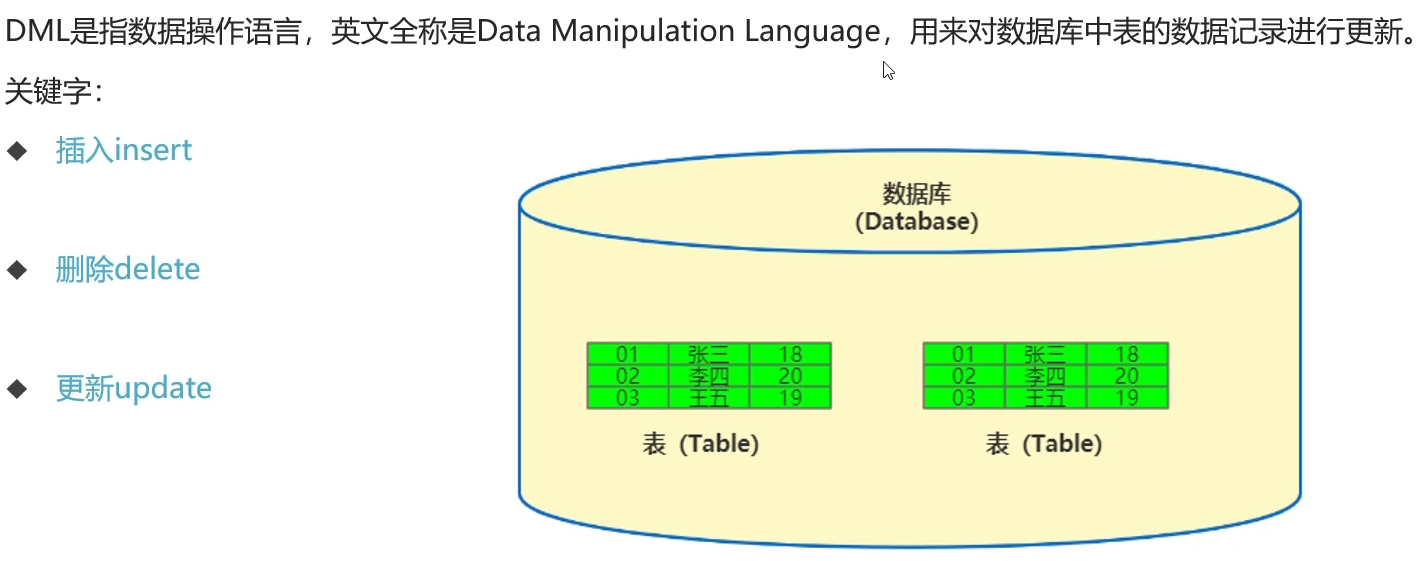 DML是指数据操作语言，英文全称是Data Manipulation Language，用来对数据库中表的数据记录进行更新。
关键字：
◆ 插入insert
◆ 删除delete
◆ 更新update
数据库
(Database)
01 张三 18
02 李四 20
03 王五 19
表 (Table)
01 张三 18
02 李四 20
03 王五 19
表 (Table)